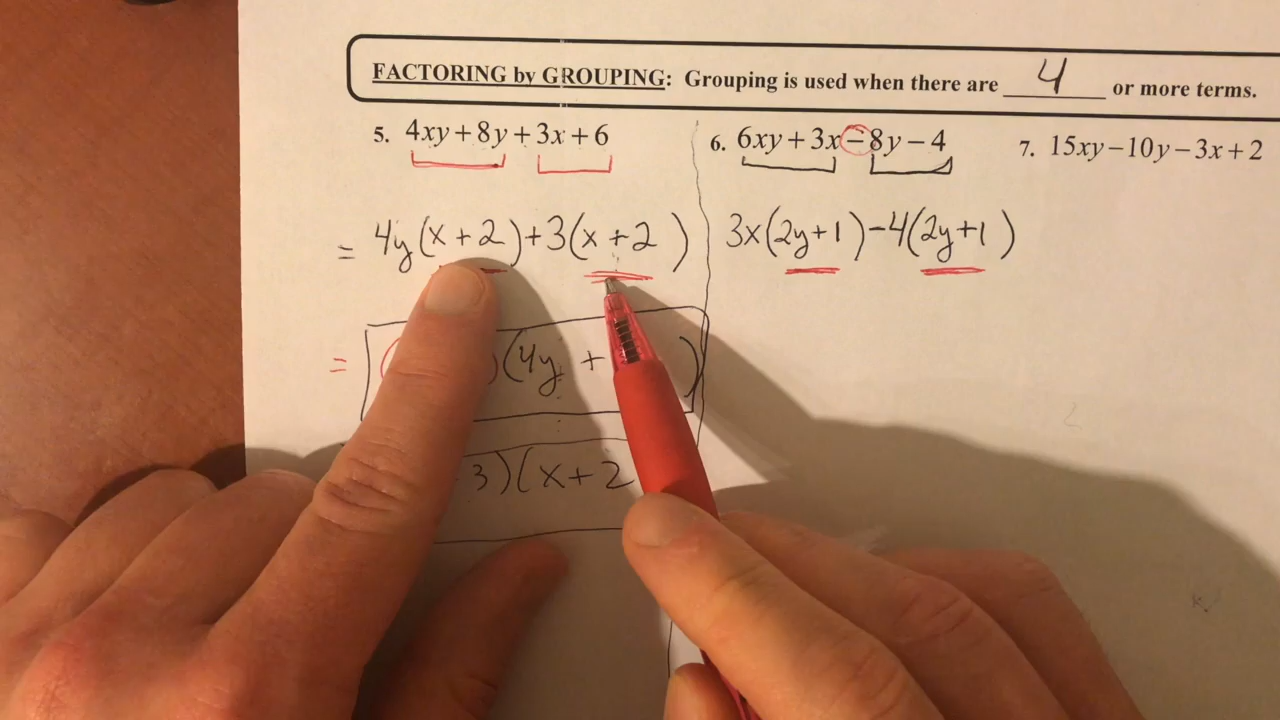 FACTORING by GROUPING: Grouping is used when there are 4 or more terms.
5. 4xy+8y+3x+6
= 4y(x+2)+3(x+2)
= (4y + )
3)(x+2
6. 6xy+3x−8y−4
3x(2y+1)−4(2y+1)
7. 15xy−10y−3x+2